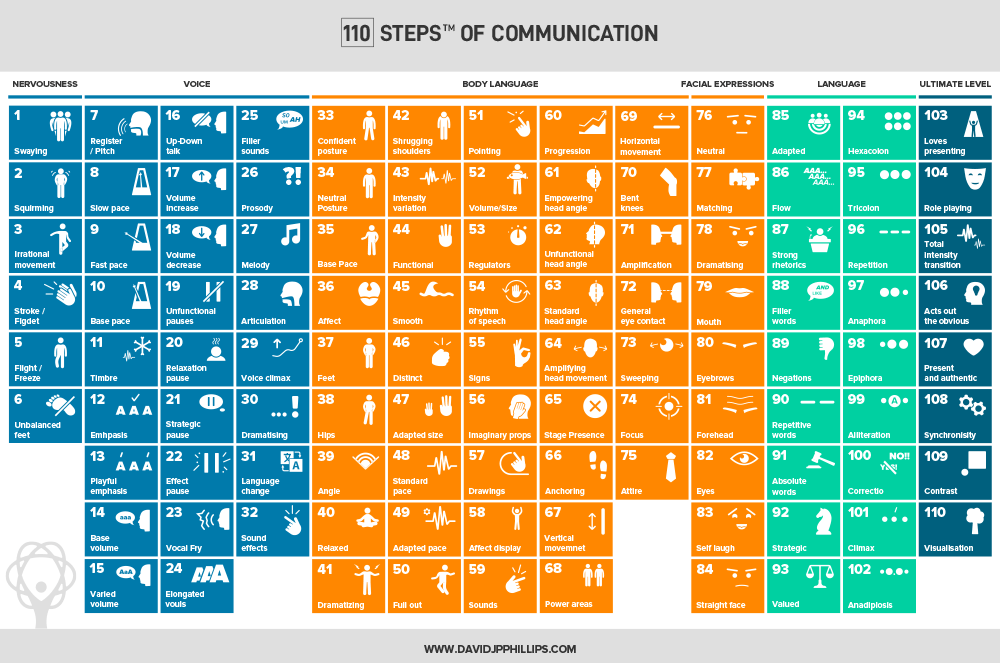 110 STEPS™ OF COMMUNICATION
NERVOUSNESS
VOICE
BODY LANGUAGE
FACIAL EXPRESSIONS
LANGUAGE
ULTIMATE LEVEL
1
Swaying
2
Squirming
3
Irrational
movement
4
Stroke /
Figdet
5
Flight /
Freeze
6
Unbalanced
feet
7
Register
/ Pitch
8
Slow pace
9
Fast pace
10
Base pace
11
Timbre
12
A A A
Emhpasis
13
A A A
Playful
emphasis
14
aaa
Base
volume
15
AaA
Varied
volume
16
Up-Down
talk
17
Volume
increase
18
Volume
decrease
19
Unfunctional
pauses
20
Relaxation
pause
21
Strategic
pause
22
Effect
pause
23
Vocal Fry
24
AAA
Elongated
vouls
25
SO
UM AH
Filler
sounds
26
?!
Prosody
27
Melody
28
Articulation
29
Voice climax
30
...!
Dramatising
31
A
Language
change
32
Sound
effects
33
Confident
posture
34
Neutral
Posture
35
Base Pace
36
Affect
37
Feet
38
Hips
39
Angle
40
Relaxed
41
Dramatizing
42
Shrugging
shoulders
43
Intensity
variation
44
Functional
45
Smooth
46
Distinct
47
Adapted size
48
Standard
pace
49
Adapted pace
50
Full out
51
Pointing
52
Volume/Size
53
Regulators
54
Rhythm
of speech
55
Signs
56
Imaginary props
57
Drawings
58
Affect display
59
Sounds
60
Progression
61
Empowering
head angle
62
Unfunctional
head angle
63
Standard
head angle
64
Amplifying
head movement
65
Stage Presence
66
Anchoring
67
Vertical
movemnet
68
Power areas
69
Horizontal
movement
70
Bent
knees
71
Amplification
72
General
eye contact
73
Sweeping
74
Focus
75
Attire
76
Neutral
77
Matching
78
Dramatising
79
Mouth
80
Eyebrows
81
Forehead
82
Eyes
83
Self laugh
84
Straight face
85
Adapted
86
AAA...
AAA...
AAA...
Flow
87
Strong
rhetorics
88
AND
LIKE
Filler
words
89
Negations
90
Repetitive
words
91
Absolute
words
92
Strategic
93
Valued
94
Hexacolon
95
Tricolon
96
Repetition
97
Anaphora
98
Epiphora
99
A
Alliteration
100
NO!!
Correctio
101
Climax
102
Anadiplosis
103
Loves
presenting
104
Role playing
105
Total
intensity
transition
106
Acts out
the obvious
107
Present
and authentic
108
Synchronisity
109
Contrast
110
Visualisation
WWW.DAVIDJPPHILLIPS.COM